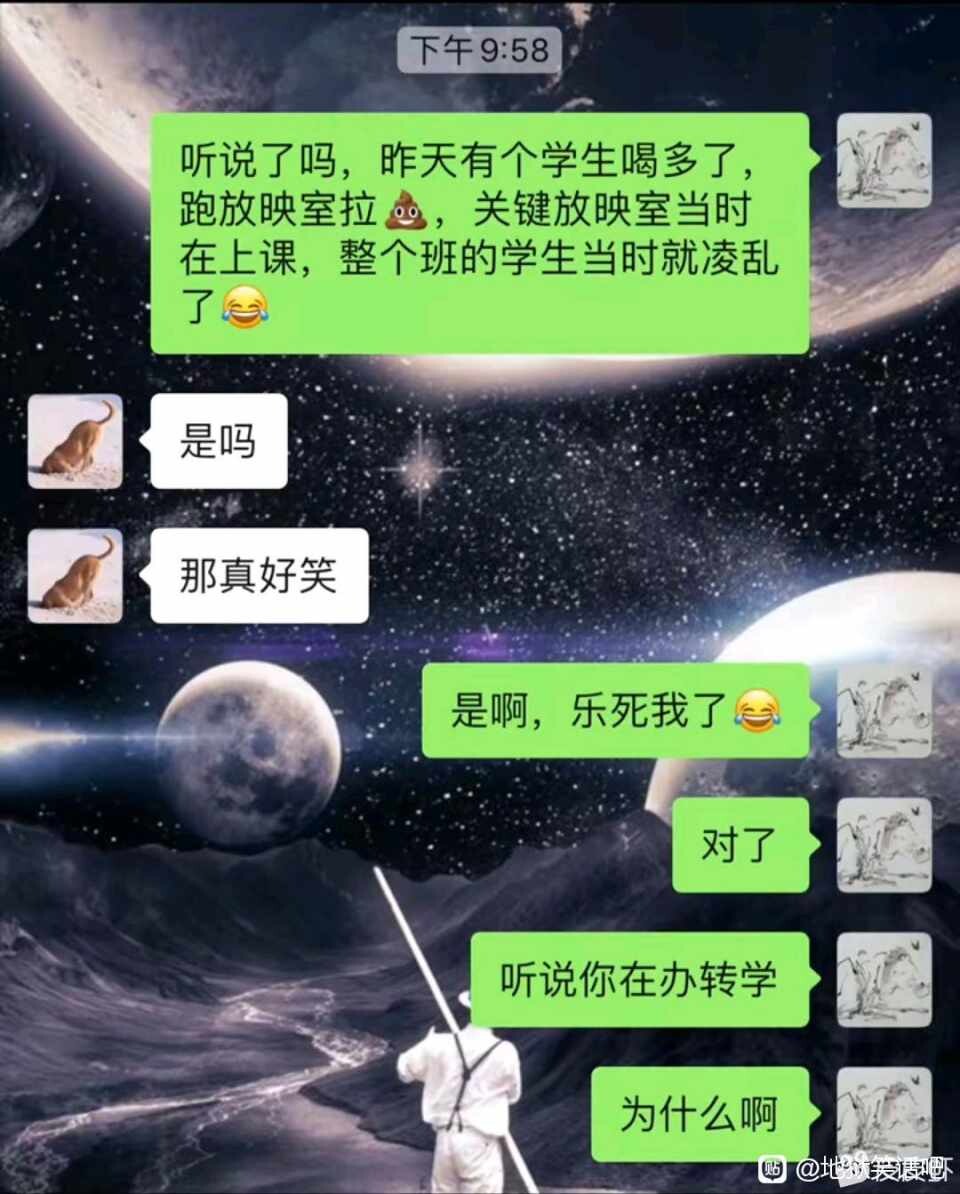 下午9:58
听说了吗，昨天有个学生喝多了，
跑放映室拉💩，关键放映室当时
在上课，整个班的学生当时就凌乱
了😂
是吗
那真好笑
是啊，乐死我了😂
对了
听说你在办转学
为什么啊
贴 @地狱笑话吧